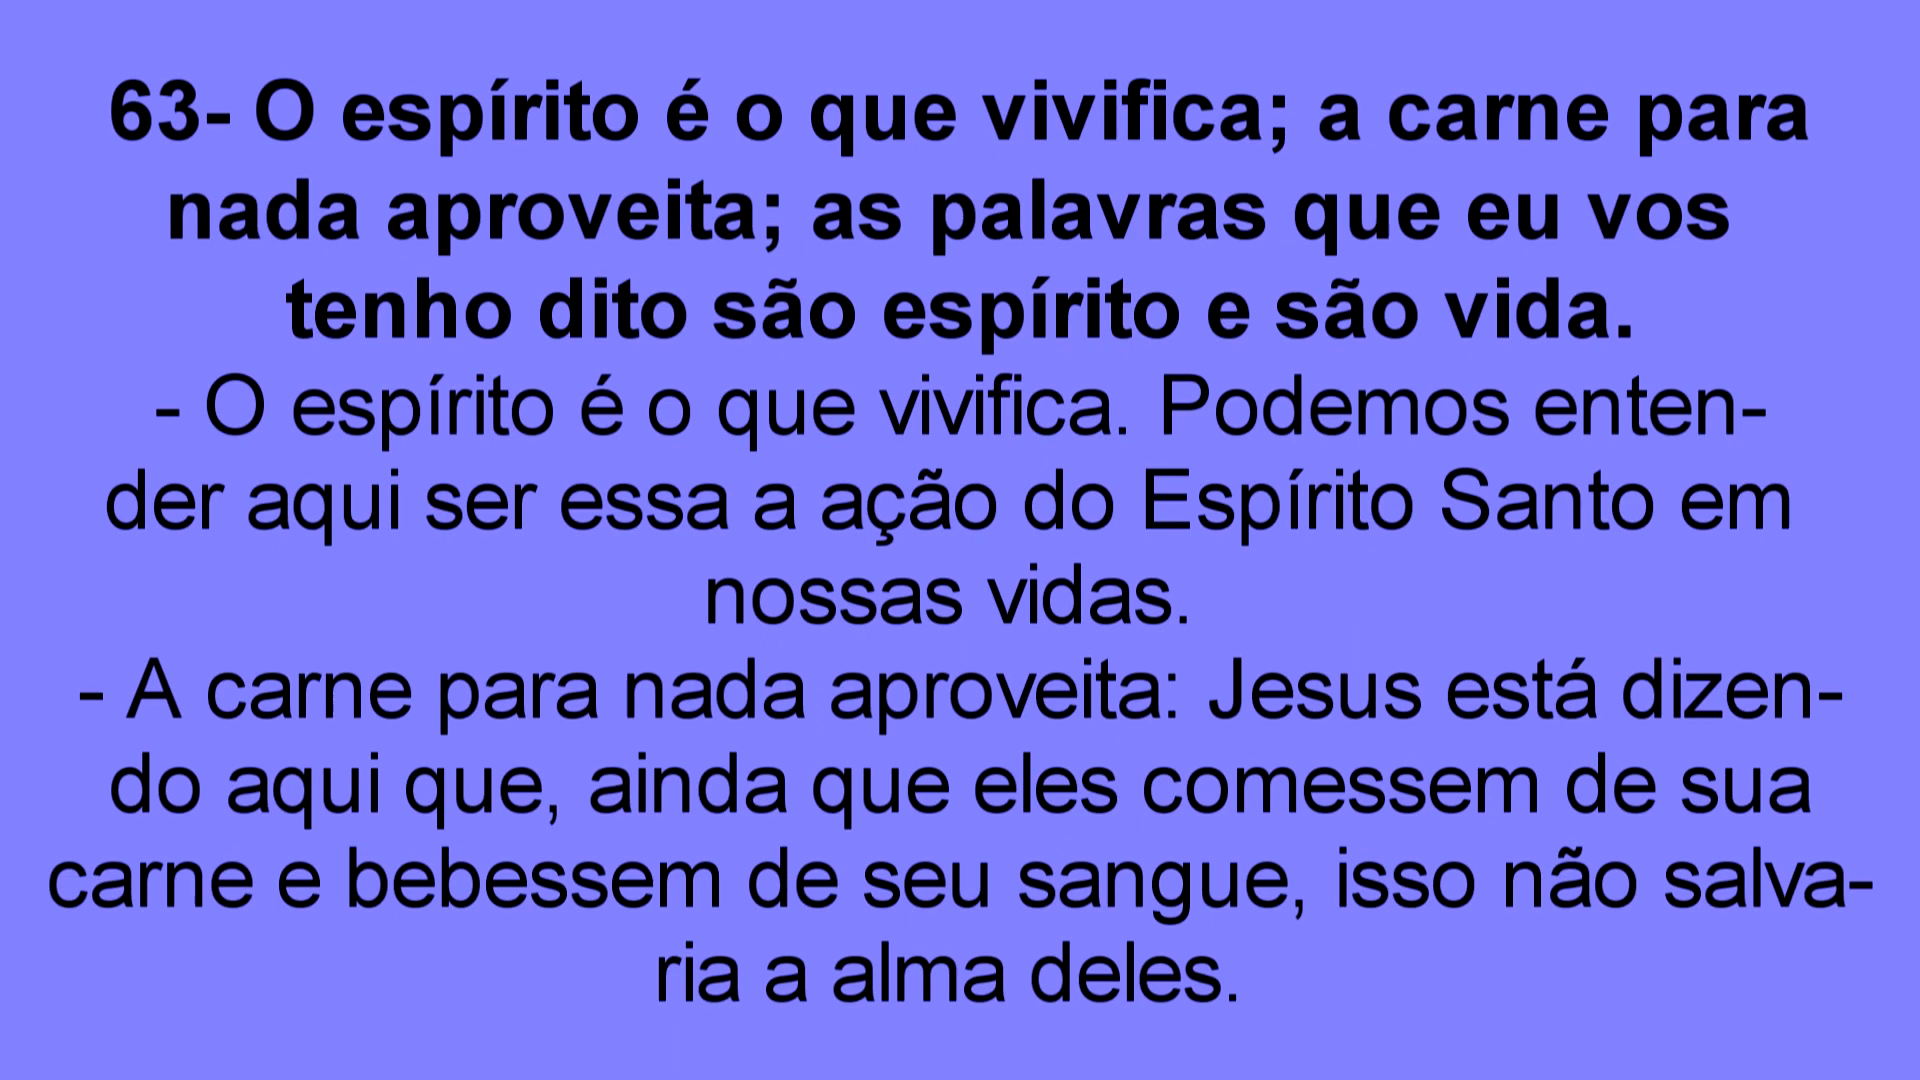 63- O espírito é o que vivifica; a carne para
nada aproveita; as palavras que eu vos
tenho dito são espírito e são vida.
- O espírito é o que vivifica. Podemos enten-
der aqui ser essa a ação do Espírito Santo em
nossas vidas.
- A carne para nada aproveita: Jesus está dizen-
do aqui que, ainda que eles comessem de sua
carne e bebessem de seu sangue, isso não salva-
ria a alma deles.